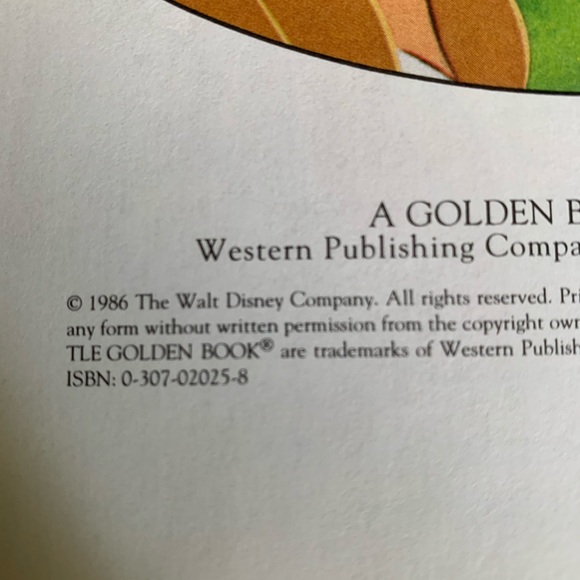 A GOLDEN B
Western Publishing Compa
© 1986 The Walt Disney Company. All rights reserved. Pri
any form without written permission from the copyright own
TLE GOLDEN BOOK® are trademarks of Western Publish
ISBN: 0-307-02025-8